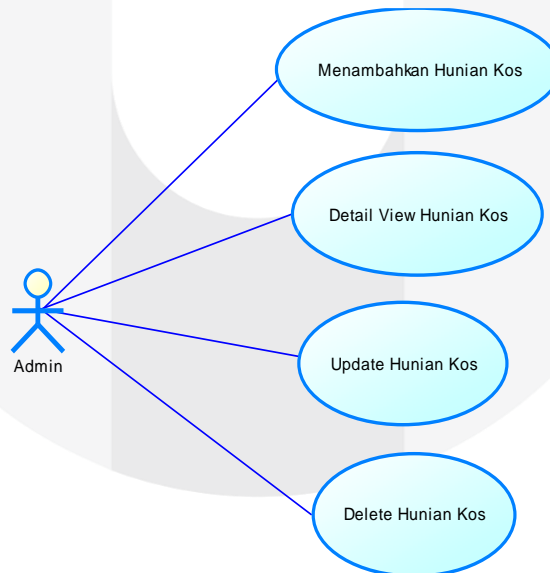 Menambahkan Hunian Kos
Detail View Hunian Kos
Admin
Update Hunian Kos
Delete Hunian Kos